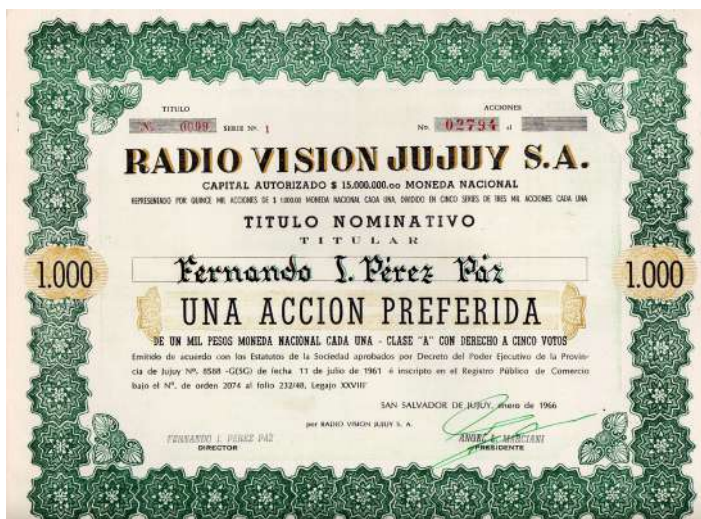 TITULO
ACCIONES
Nº 0099 SERIE Nº. 1
Nº. 02794 al
RADIO VISION JUJUY S.A.
CAPITAL AUTORIZADO $ 15.000.000.oo MONEDA NACIONAL
REPRESENTADO POR QUINCE MIL ACCIONES DE $ 1.000.00 MONEDA NACIONAL CADA UNA, DIVIDIDO EN CINCO SERIES DE TRES MIL ACCIONES CADA UNA
TITULO NOMINATIVO
TITULAR
1.000
Fernando I. Pérez Páz
1.000
UNA ACCION PREFERIDA
DE UN MIL PESOS MONEDA NACIONAL CADA UNA - CLASE "A" CON DERECHO A CINCO VOTOS
Emitido de acuerdo con los Estatutos de la Sociedad aprobados por Decreto del Poder Ejecutivo de la Provin-
cia de Jujuy Nº. 8588 -G(SG) de fecha 11 de julio de 1961 é inscripto en el Registro Público de Comercio
bajo el Nº. de orden 2074 al folio 232/48, Legajo XXVIII'
SAN SALVADOR DE JUJUY, enero de 1966
por RADIO VISION JUJUY S. A.
FERNANDO I. PEREZ PAZ
DIRECTOR
ANGEL L. MARCIANI
PRESIDENTE